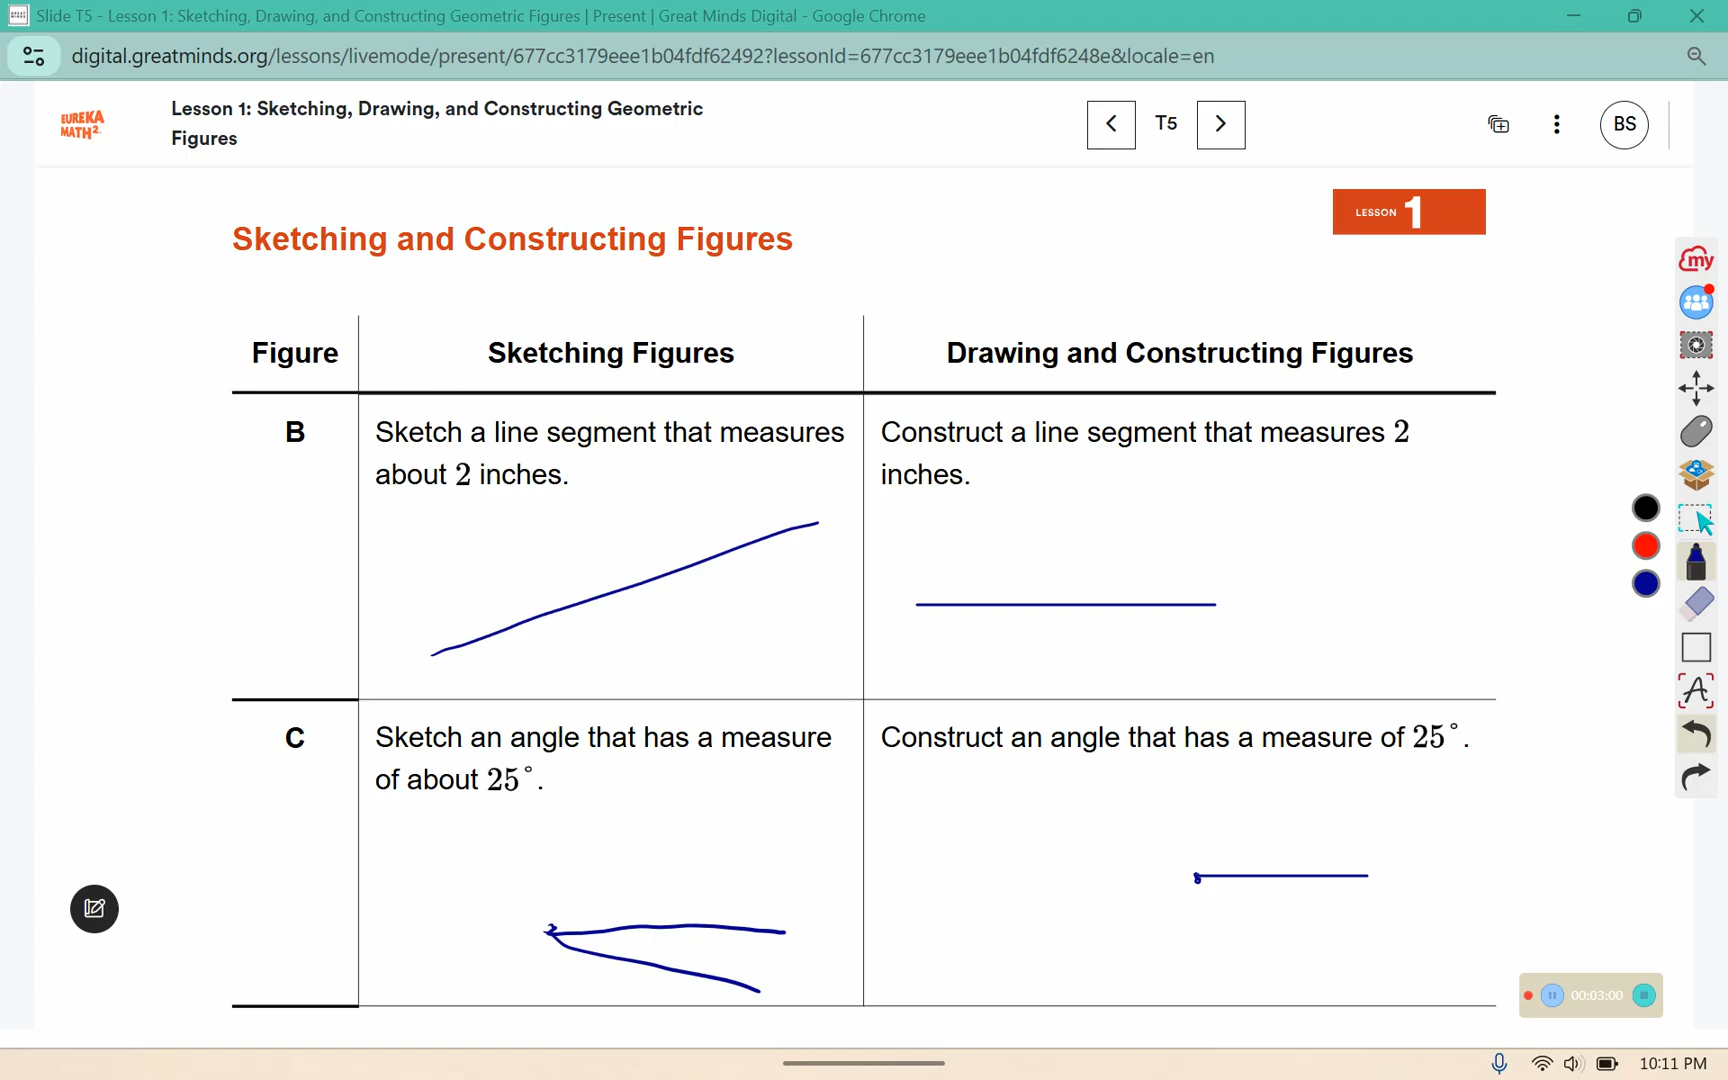 Slide T5 - Lesson 1: Sketching, Drawing, and Constructing Geometric Figures | Present | Great Minds Digital - Google Chrome
digital.greatminds.org/lessons/livemode/present/677cc3179eee1b04fdf62492?lessonId=677cc3179eee1b04fdf6248e&locale=en
EUREKA
MATH²
Lesson 1: Sketching, Drawing, and Constructing Geometric
Figures
T5
BS
LESSON 1
Sketching and Constructing Figures
Figure
Sketching Figures
Drawing and Constructing Figures
B
Sketch a line segment that measures
about 2 inches.
Construct a line segment that measures 2
inches.
C
Sketch an angle that has a measure
of about 25°.
Construct an angle that has a measure of 25°.
my
A
00:03:00
10:11 PM